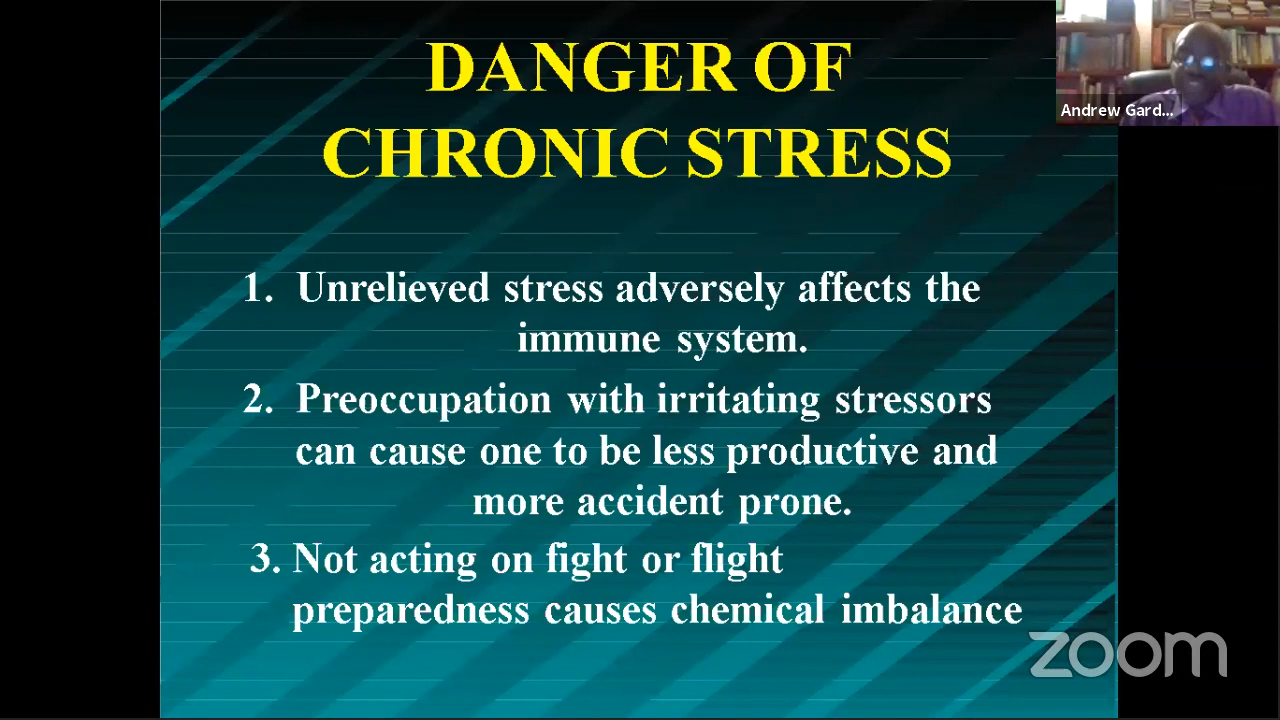 DANGER OF
CHRONIC STRESS
Andrew Gard...
1. Unrelieved stress adversely affects the
immune system.
2. Preoccupation with irritating stressors
can cause one to be less productive and
more accident prone.
3. Not acting on fight or flight
preparedness causes chemical imbalance
zoom